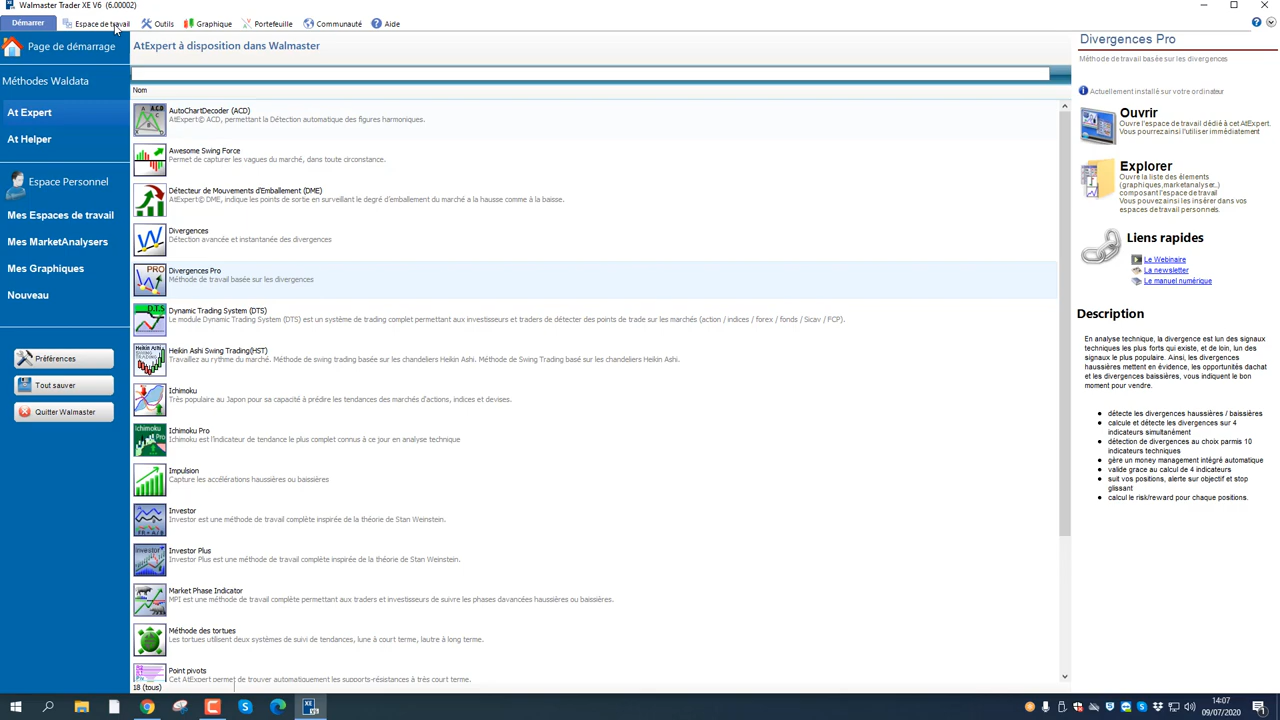 Walmaster Trader XE V6 (6.00002)
Démarrer
Espace de travail
Outils
Graphique
Portefeuille
Communauté
Aide
Page de démarrage
Méthodes Waldata
At Expert
At Helper
Espace Personnel
Mes Espaces de travail
Mes MarketAnalysers
Mes Graphiques
Nouveau
Préférences
Tout sauver
Quitter Walmaster
AtExpert à disposition dans Walmaster
Nom
AutoChartDecoder (ACD)
AtExpert© ACD, permettant la Détection automatique des figures harmoniques.
Awesome Swing Force
Permet de capturer les vagues du marché, dans toute circonstance.
Détecteur de Mouvements d'Emballement (DME)
AtExpert© DME, indique les points de sortie en surveillant le degré d'emballement du marché a la hausse comme à la baisse.
Divergences
Détection avancée et instantanée des divergences
Divergences Pro
Méthode de travail basée sur les divergences
Dynamic Trading System (DTS)
Le module Dynamic Trading System (DTS) est un système de trading complet permettant aux investisseurs et traders de détecter des points de trade sur les marchés (action / indices / forex / fonds / Sicav / FCP).
Heikin Ashi Swing Trading(HST)
Travaillez au rythme du marché. Méthode de swing trading basée sur les chandeliers Heikin Ashi. Méthode de Swing Trading basé sur les chandeliers Heikin Ashi.
Ichimoku
Très populaire au Japon pour sa capacité à prédire les tendances des marchés d'actions, indices et devises.
Ichimoku Pro
Ichimoku est l'indicateur de tendance le plus complet connus à ce jour en analyse technique
Impulsion
Capture les accélérations haussières ou baissières
Investor
Investor est une méthode de travail complète inspirée de la théorie de Stan Weinstein.
Investor Plus
Investor Plus est une méthode de travail complète inspirée de la théorie de Stan Weinstein.
Market Phase Indicator
MPI est une méthode de travail complète permettant aux traders et investisseurs de suivre les phases davancées haussières ou baissières.
Méthode des tortues
Les tortues utilisent deux systèmes de suivi de tendances, lune à court terme, lautre à long terme.
Point pivots
Cet AtExpert permet de trouver automatiquement les supports-résistances à très court terme.
18 (tous)
Divergences Pro
Méthode de travail basée sur les divergences
Actuellement installé sur votre ordinateur
Ouvrir
Ouvre l'espace de travail dédié à cet AtExpert.
Vous pourrez ainsi l'utiliser immédiatement
Explorer
Ouvre la liste des élements
(graphiques,marketanalyser,..)
composant l'espace de travail
Vous pouvez ainsi les insérer dans vos
espaces de travail personnels.
Liens rapides
Le Webinaire
La newsletter
Le manuel numérique
Description
En analyse technique, la divergence est lun des signaux
techniques les plus forts qui existe, et de loin, lun des
signaux le plus populaire. Ainsi, les divergences
haussières mettent en évidence, les opportunités dachat
et les divergences baissières, vous indiquent le bon
moment pour vendre.
détecte les divergences haussières / baissières
calcule et détecte les divergences sur 4
indicateurs simultanément
détection de divergences au choix parmis 10
indicateurs techniques
gère un money management intégré automatique
valide grace au calcul de 4 indicateurs
suit vos positions, alerte sur objectif et stop
glissant
calcul le risk/reward pour chaque positions.
14:07
09/07/2020